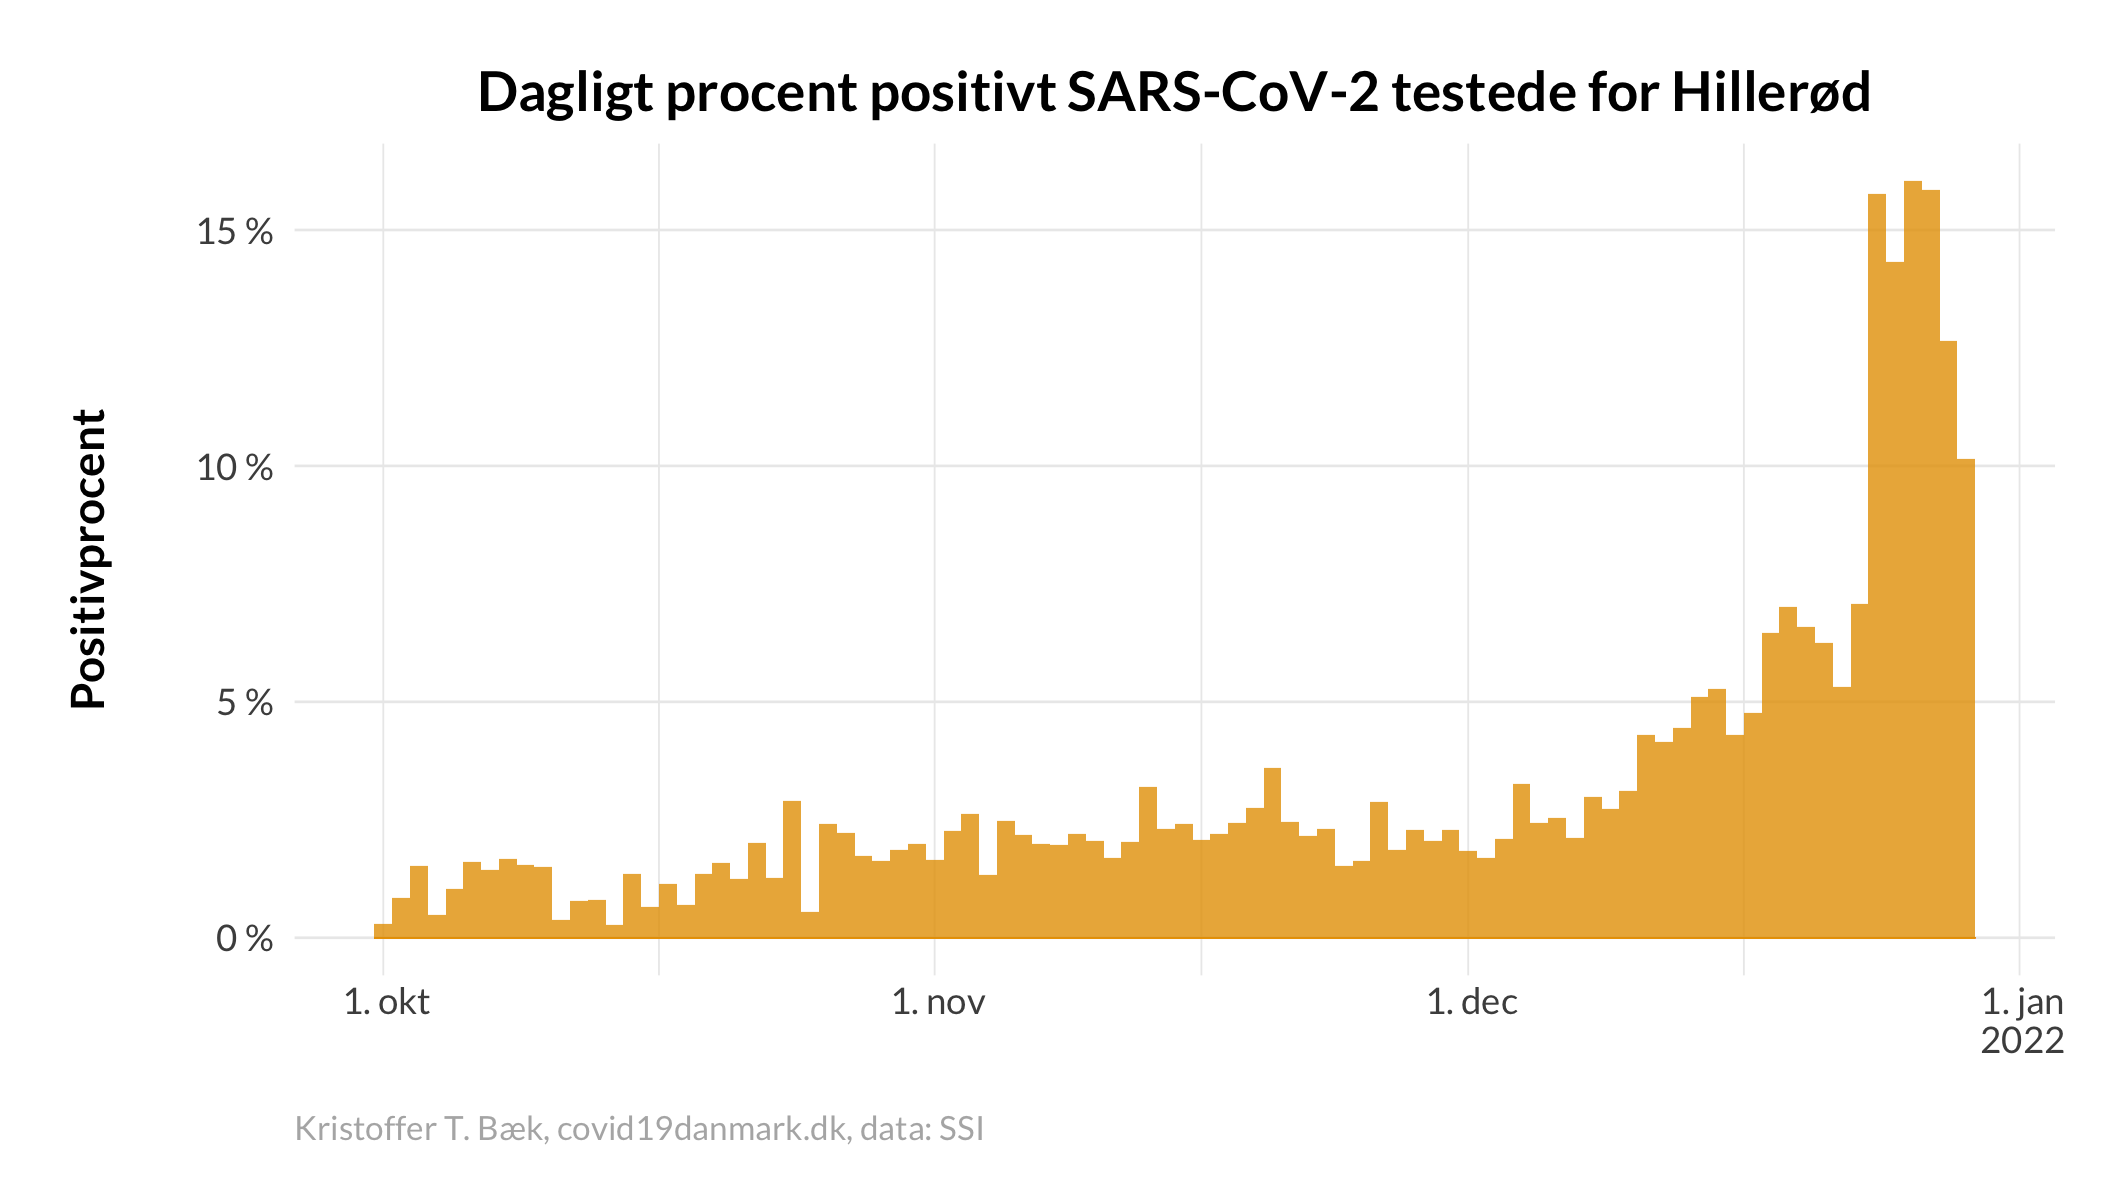 Dagligt procent positivt SARS-CoV-2 testede for Hillerød
Positivprocent
15 %
10 %
5 %
0 %
1. okt
1. nov
1. dec
1. jan
2022
Kristoffer T. Bæk, covid19danmark.dk, data: SSI